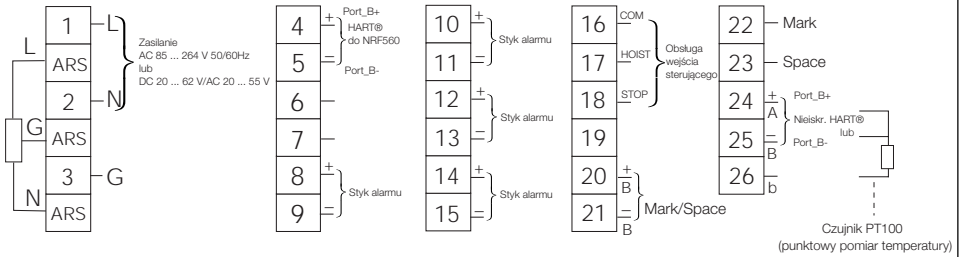 1
L
ARS
2
N
ARS
3
G
ARS
L
G
N
Zasilanie
AC 85 ... 264 V 50/60Hz
lub
DC 20 ... 62 V/AC 20 ... 55 V
4 +
5 –
6
7
8 +
9 –
Port_B+
HART®
do NRF560
Port_B-
Styk alarmu
10 +
11 –
Styk alarmu
12 +
13 –
Styk alarmu
14 +
15 –
Styk alarmu
16 COM
17 HOIST
18 STOP
Obsługa
wejścia
sterującego
19
20 +
B
21 –
B
Mark/Space
22 Mark
23 Space
24 +
A
25 –
B
26
b
Port_B+
Nieiskr. HART®
lub
Port_B-
Czujnik PT100
(punktowy pomiar temperatury)